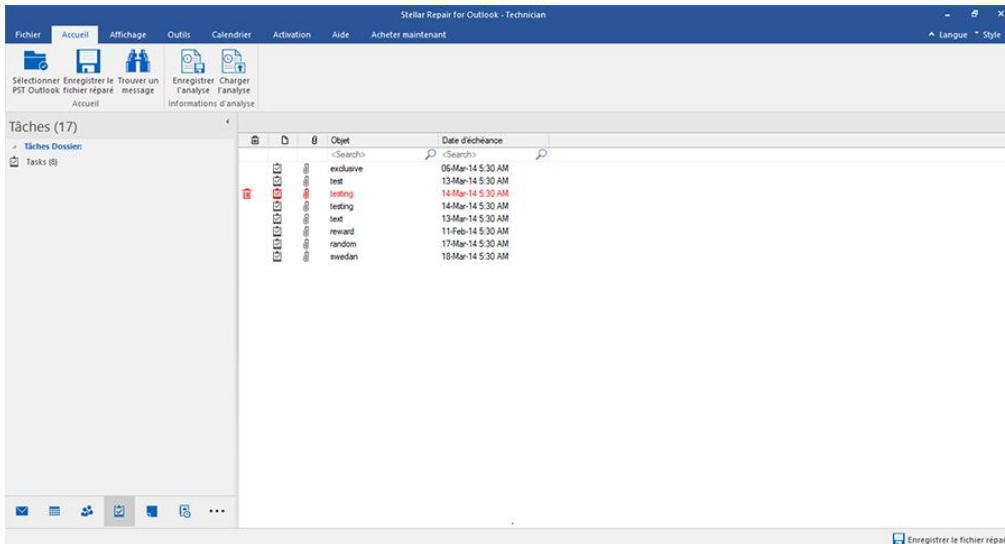 Stellar Repair for Outlook - Technician
Fichier Accueil Affichage Outils Calendrier Activation Aide Acheter maintenant Langue Style
Sélectionner Enregistrer le Trouver un Enregistrer Charger
PST Outlook fichier réparé message l'analyse l'analyse
Accueil Informations d'analyse
Tâches (17)
Tâches Dossier:
Tasks (8)
Objet Date d'échéance
<Search> <Search>
exclusive 06-Mar-14 5:30 AM
test 13-Mar-14 5:30 AM
testing 14-Mar-14 5:30 AM
testing 14-Mar-14 5:30 AM
text 13-Mar-14 5:30 AM
reward 11-Feb-14 5:30 AM
random 17-Mar-14 5:30 AM
swedan 18-Mar-14 5:30 AM
Enregistrer le fichier répar